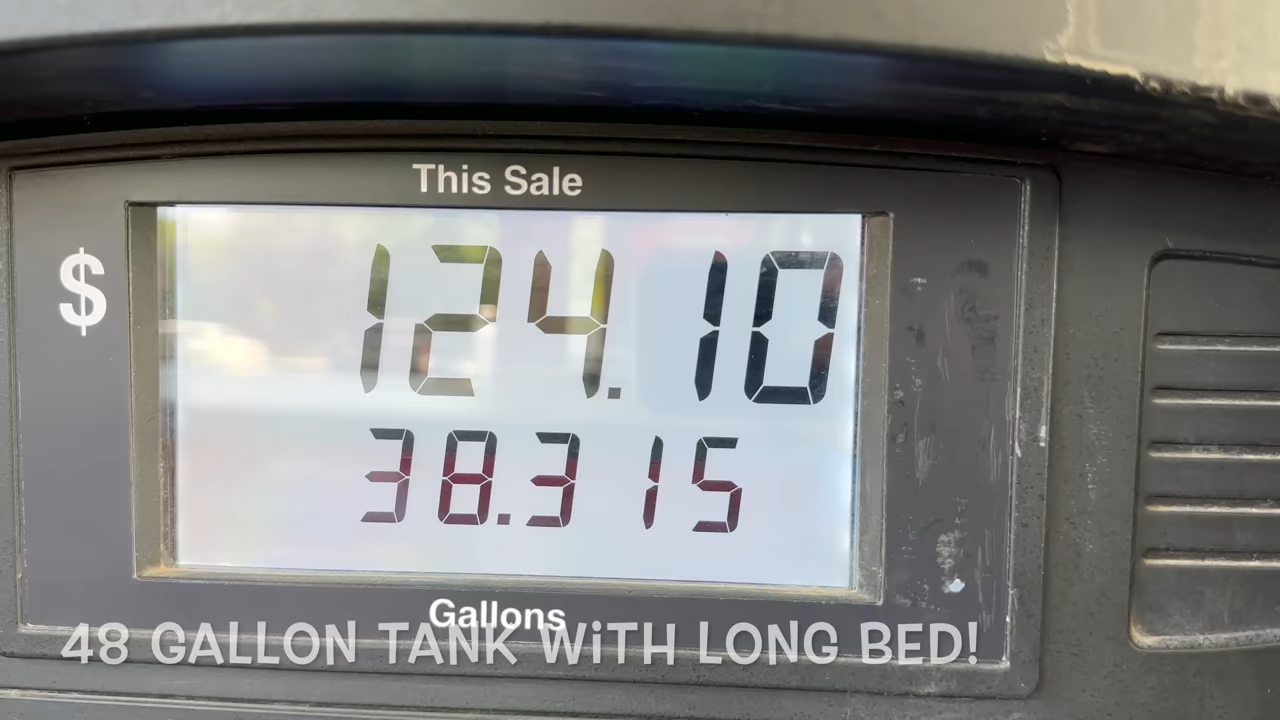 This Sale
$ 124.10
38.315
Gallons
48 GALLON TANK WiTH LONG BED!